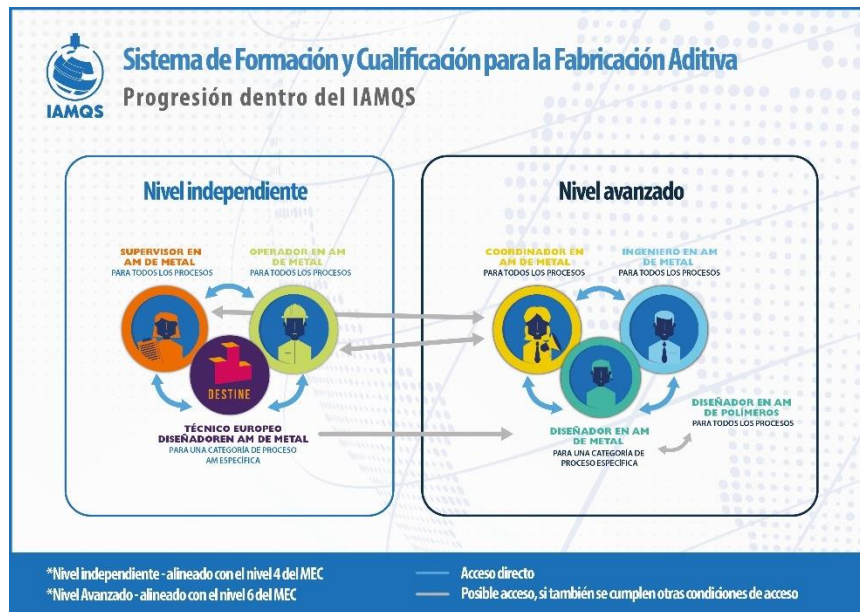 IAMQS
Sistema de Formación y Cualificación para la Fabricación Aditiva
Progresión dentro del IAMQS
Nivel independiente
SUPERVISOR EN
AM DE METAL
PARA TODOS LOS PROCESOS
OPERADOR EN AM
DE METAL
PARA TODOS LOS PROCESOS
DESTINE
TÉCNICO EUROPEO
DISEÑADOREN AM DE METAL
PARA UNA CATEGORÍA DE PROCESO
AM ESPECÍFICA
Nivel avanzado
COORDINADOR EN
AM DE METAL
PARA TODOS LOS PROCESOS
INGENIERO EN AM
DE METAL
PARA TODOS LOS PROCESOS
DISEÑADOR EN AM
DE METAL
PARA UNA CATEGORÍA DE
PROCESO ESPECÍFICA
DISEÑADOR EN AM
DE POLÍMEROS
PARA TODOS LOS PROCESOS
*Nivel independiente - alineado con el nivel 4 del MEC
*Nivel Avanzado - alineado con el nivel 6 del MEC
Acceso directo
Posible acceso, si también se cumplen otras condiciones de acceso